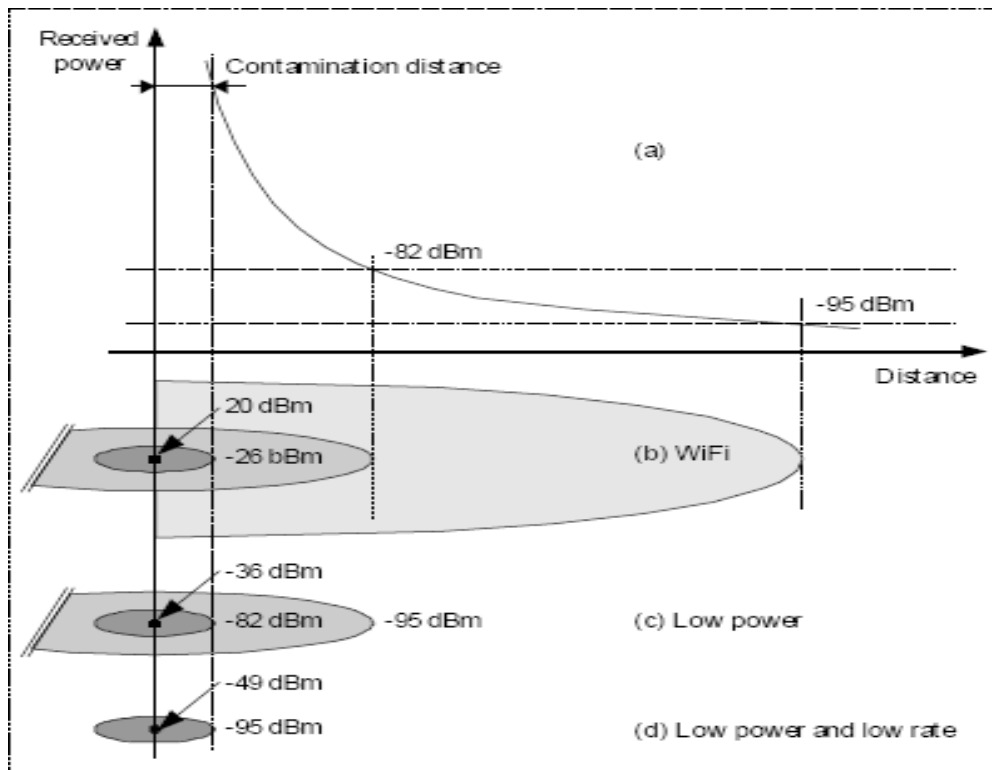 Received
power
Contamination distance
(a)
-82 dBm
-95 dBm
Distance
20 dBm
-26 bBm
(b) WiFi
-36 dBm
-82 dBm
-95 dBm
(c) Low power
-49 dBm
-95 dBm
(d) Low power and low rate